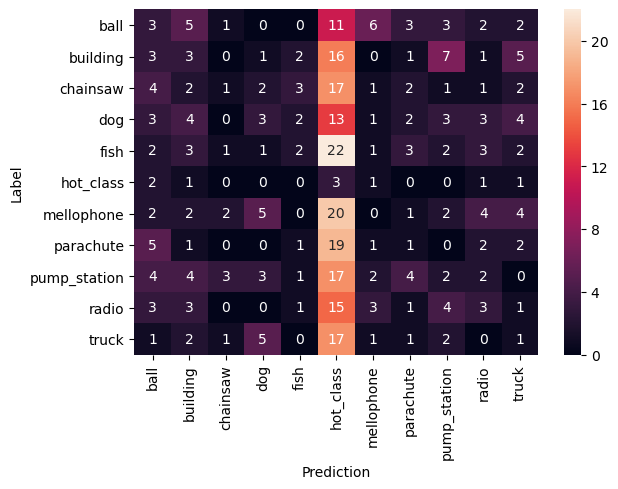 ball 3 5 1 0 0 11 6 3 3 2 2
building 3 3 0 1 2 16 0 1 7 1 5
chainsaw 4 2 1 2 3 17 1 2 1 1 2
dog 3 4 0 3 2 13 1 2 3 3 4
fish 2 3 1 1 2 22 1 3 2 3 2
hot_class 2 1 0 0 0 3 1 0 0 1 1
mellophone 2 2 2 5 0 20 0 1 2 4 4
parachute 5 1 0 0 1 19 1 1 0 2 2
pump_station 4 4 3 3 1 17 2 4 2 2 0
radio 3 3 0 0 1 15 3 1 4 3 1
truck 1 2 1 5 0 17 1 1 2 0 1
Label
ball building chainsaw dog fish hot_class mellophone parachute pump_station radio truck
Prediction
20
16
12
8
4
0